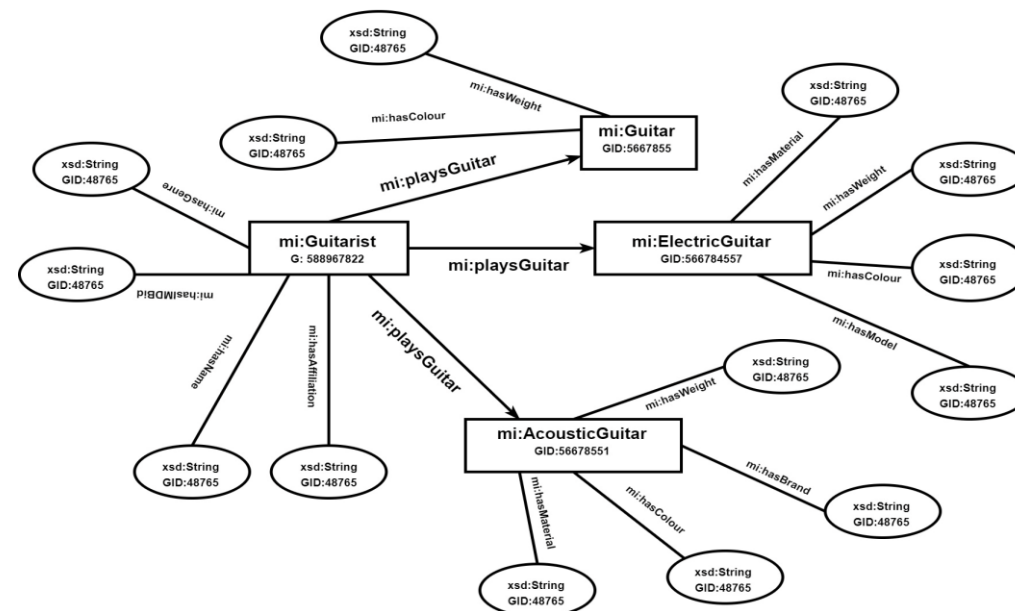 xsd:String
GID:48765
mi:hasWeight
xsd:String
GID:48765
mi:hasColour
mi:Guitar
GID:5667855
xsd:String
GID:48765
mi:hasMaterial
xsd:String
GID:48765
mi:hasGenre
mi:playsGuitar
xsd:String
GID:48765
mi:hasWeight
mi:Guitarist
G: 588967822
mi:playsGuitar
mi:ElectricGuitar
GID:566784557
xsd:String
GID:48765
mi:hasColour
xsd:String
GID:48765
mi:hasIMDBid
mi:hasName
mi:hasAffiliation
mi:playsGuitar
mi:hasModel
xsd:String
GID:48765
mi:hasWeight
xsd:String
GID:48765
mi:AcousticGuitar
GID:56678551
xsd:String
GID:48765
xsd:String
GID:48765
mi:hasBrand
xsd:String
GID:48765
mi:hasMaterial
mi:hasColour
xsd:String
GID:48765
xsd:String
GID:48765